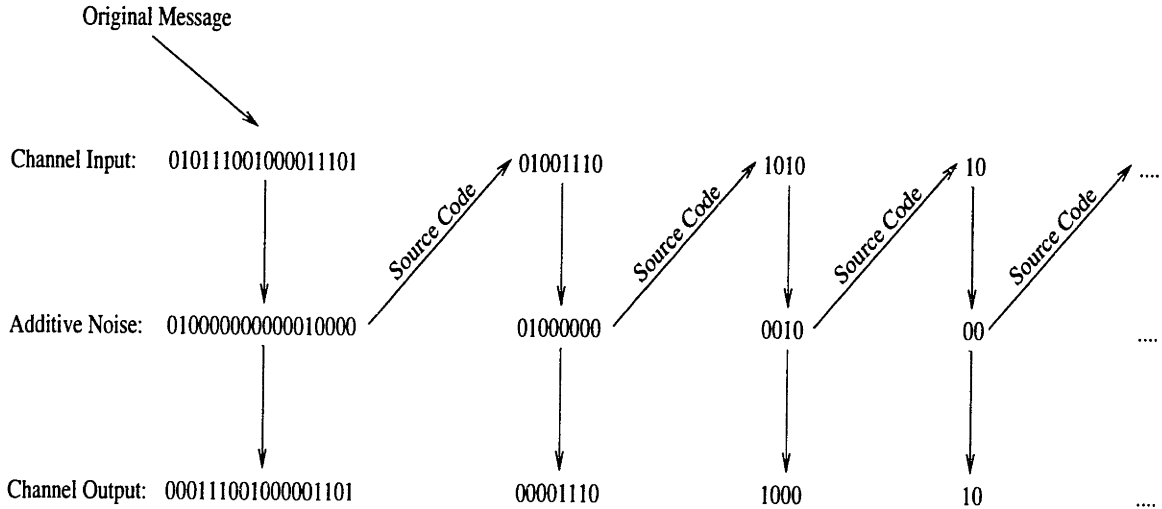 Original Message
Channel Input: 010111001000011101 01001110 1010 10 ....
Source Code Source Code Source Code Source Code
Additive Noise: 010000000000010000 01000000 0010 00 ....
Channel Output: 000111001000001101 00001110 1000 10 ....